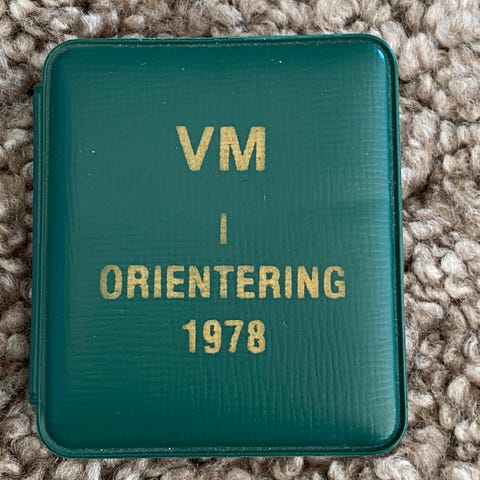 VM
I
ORIENTERING
1978